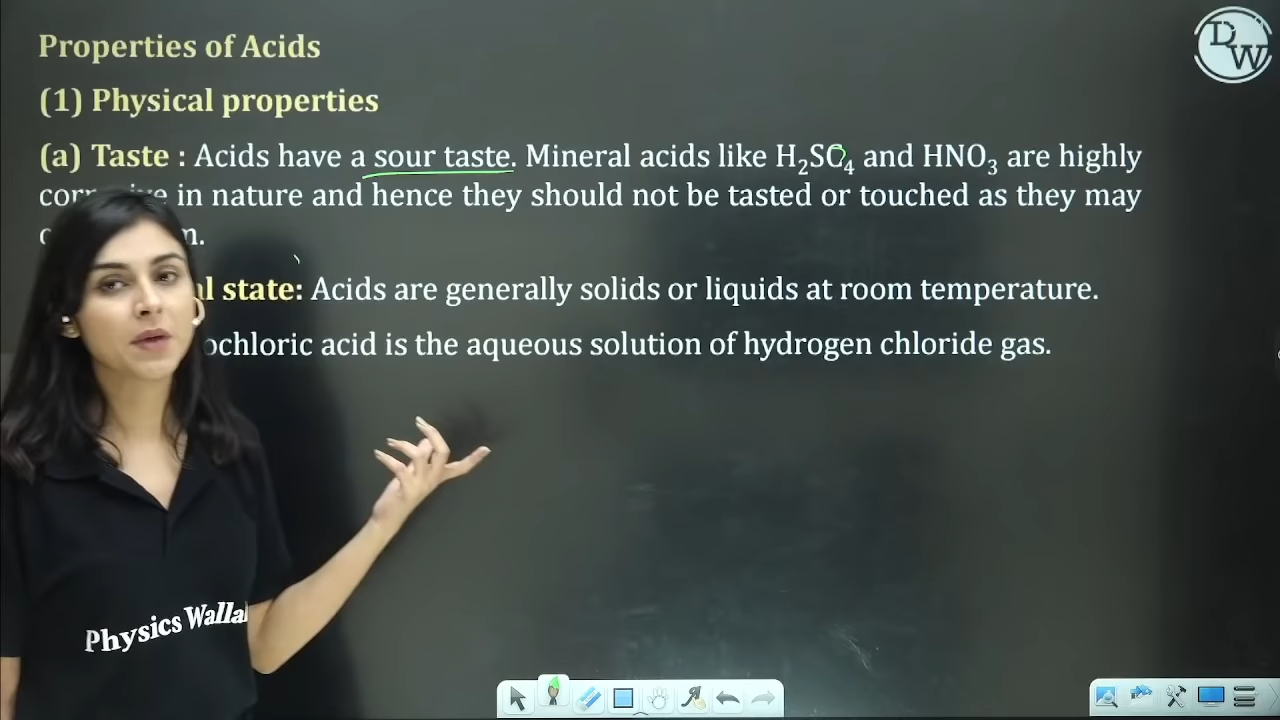 Properties of Acids
(1) Physical properties
(a) Taste : Acids have a sour taste. Mineral acids like H₂SO₄ and HNO₃ are highly
in nature and hence they should not be tasted or touched as they may
state: Acids are generally solids or liquids at room temperature.
acid is the aqueous solution of hydrogen chloride gas.
Physics Wallah
PW